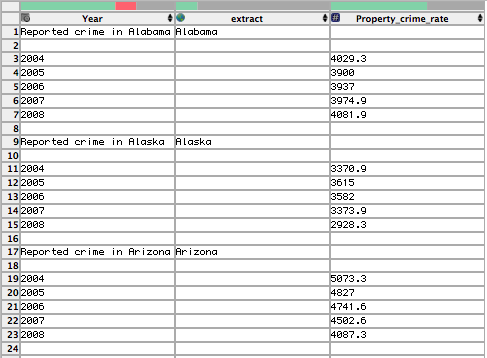 Year extract Property_crime_rate
1 Reported crime in Alabama Alabama
2
3 2004 4029.3
4 2005 3900
5 2006 3937
6 2007 3974.9
7 2008 4081.9
8
9 Reported crime in Alaska Alaska
10
11 2004 3370.9
12 2005 3615
13 2006 3582
14 2007 3373.9
15 2008 2928.3
16
17 Reported crime in Arizona Arizona
18
19 2004 5073.3
20 2005 4827
21 2006 4741.6
22 2007 4502.6
23 2008 4087.3
24